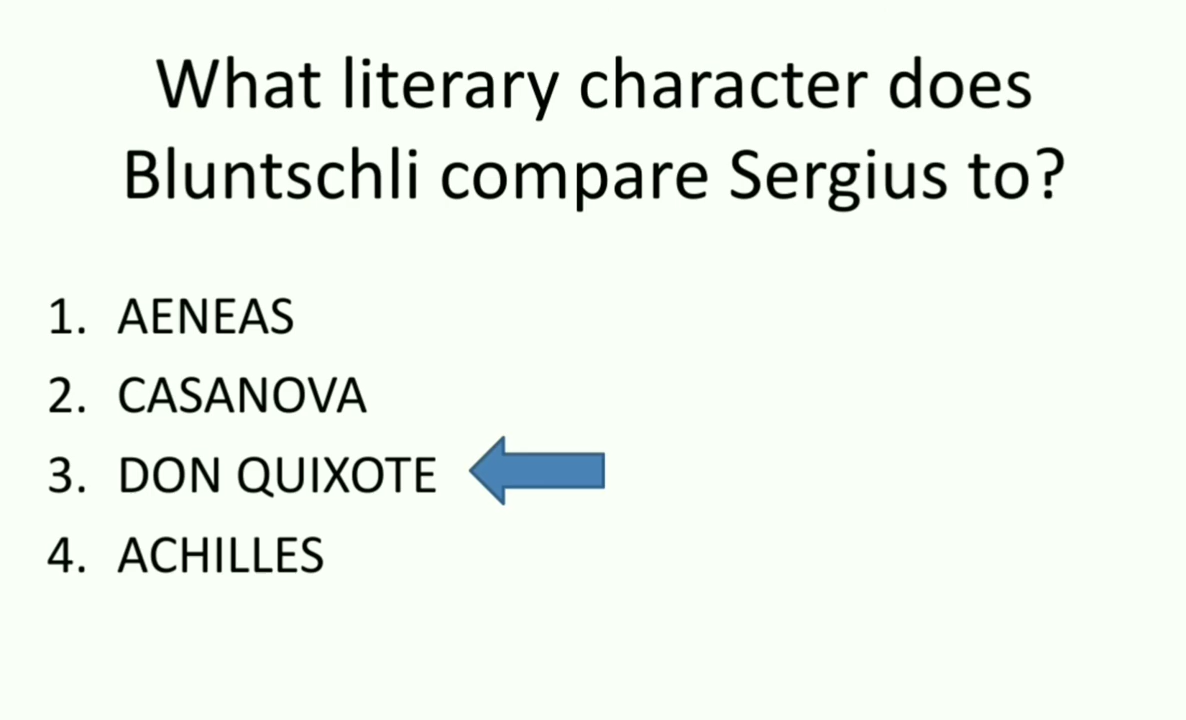 What literary character does
Bluntschli compare Sergius to?
1. AENEAS
2. CASANOVA
3. DON QUIXOTE
4. ACHILLES